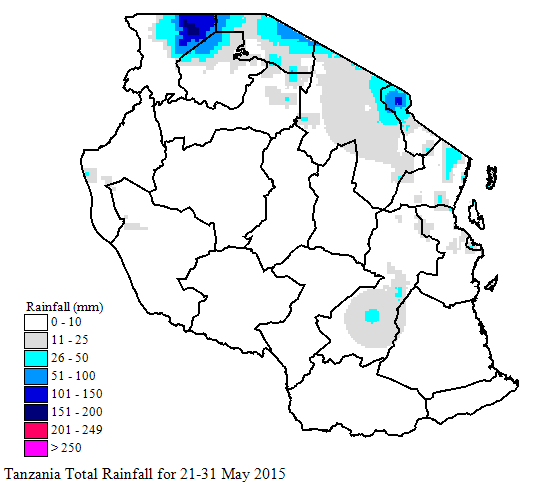 Rainfall (mm)
0 - 10
11 - 25
26 - 50
51 - 100
101 - 150
151 - 200
201 - 249
> 250
Tanzania Total Rainfall for 21-31 May 2015